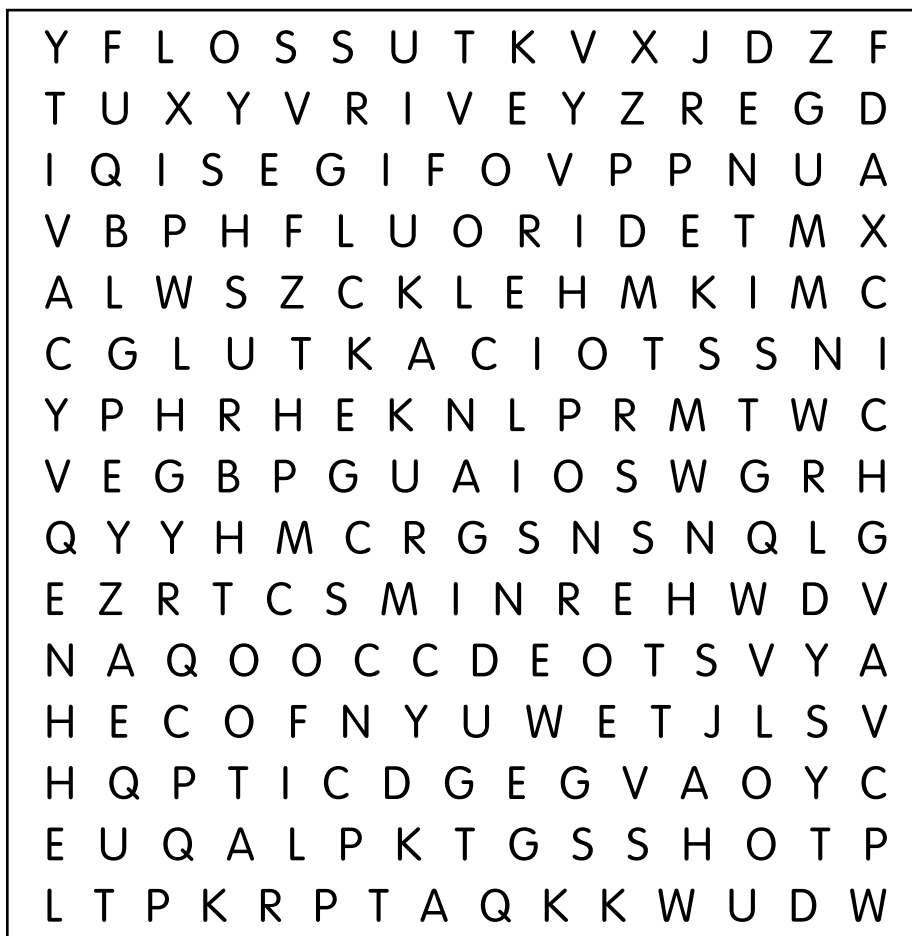 Y F L O S S U T K V X J D Z F
T U X Y V R I V E Y Z R E G D
I Q I S E G I F O V P P N U A
V B P H F L U O R I D E T M X
A L W S Z C K L E H M K I M C
C G L U T K A C I O T S S N I
Y P H R H E K N L P R M T W C
V E G B P G U A I O S W G R H
Q Y Y H M C R G S N S N Q L G
E Z R T C S M I N R E H W D V
N A Q O O C C D E O T S V Y A
H E C O F N Y U W E T J L S V
H Q P T I C D G E G V A O Y C
E U Q A L P K T G S S H O T P
L T P K R P T A Q K K W U D W